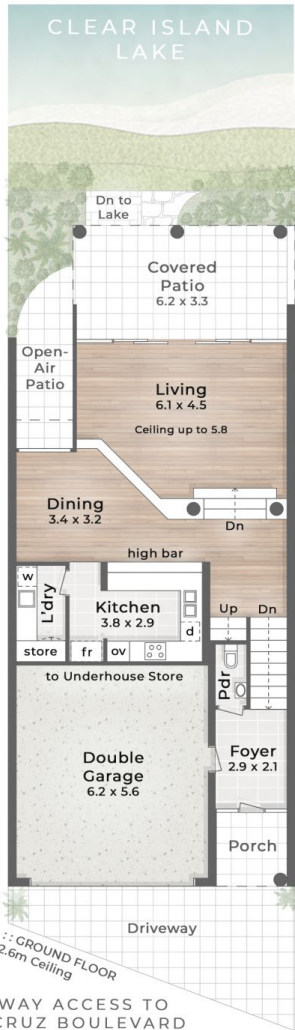 CLEAR ISLAND
LAKE
Dn to
Lake
Covered
Patio
6.2 x 3.3
Open-
Air
Patio
Living
6.1 x 4.5
Ceiling up to 5.8
Dining
3.4 x 3.2
Dn
high bar
w
L'dry
Kitchen
3.8 x 2.9
d
Up
Dn
store
fr
ov
to Underhouse Store
Pdr
Double
Garage
6.2 x 5.6
Foyer
2.9 x 2.1
Porch
Driveway
:: GROUND FLOOR
2.6m Ceiling
WAY ACCESS TO
CRUZ BOULEVARD